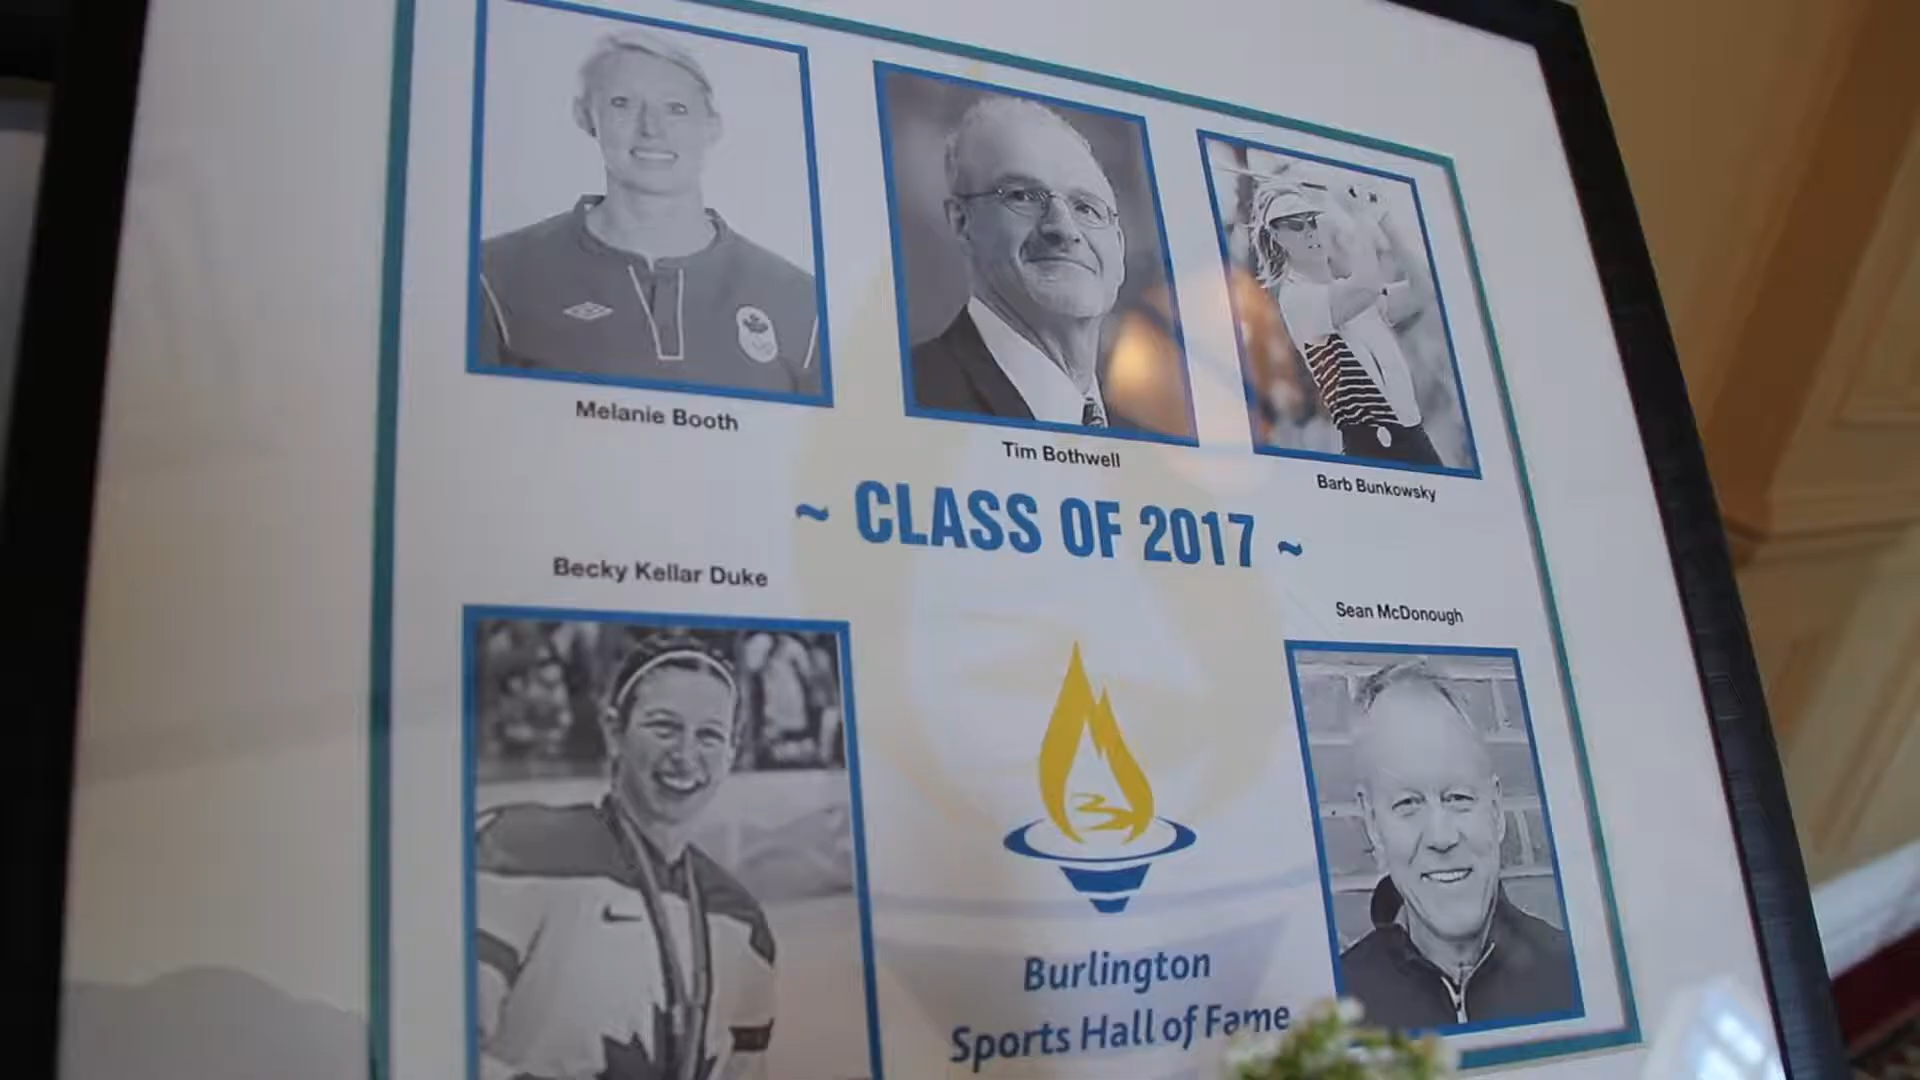 Melanie Booth
Tim Bothwell
Barb Bunkowsky
~ CLASS OF 2017 ~
Becky Kellar Duke
Sean McDonough
Burlington
Sports Hall of Fame